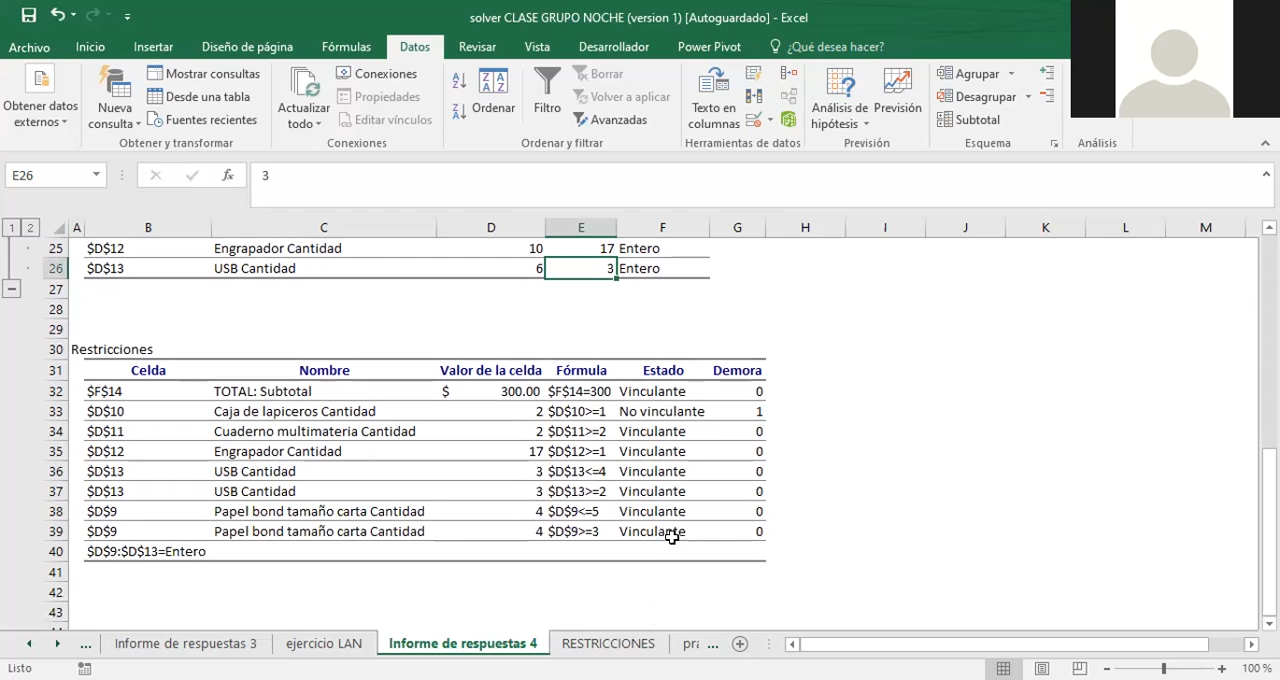 solver CLASE GRUPO NOCHE (version 1) [Autoguardado] - Excel
Archivo Inicio Insertar Diseño de página Fórmulas Datos Revisar Vista Desarrollador Power Pivot ¿Qué desea hacer?
Obtener datos externos
Nueva consulta
Mostrar consultas
Desde una tabla
Fuentes recientes
Obtener y transformar
Actualizar todo
Conexiones
Propiedades
Editar vínculos
Conexiones
Ordenar
Filtro
Borrar
Volver a aplicar
Avanzadas
Ordenar y filtrar
Texto en columnas
Herramientas de datos
Análisis de hipótesis
Previsión
Previsión
Agrupar
Desagrupar
Subtotal
Esquema
Análisis
E26 fx 3
1 2 A B C D E F G H I J K L M
25 $D$12 Engrapador Cantidad 10 17 Entero
26 $D$13 USB Cantidad 6 3 Entero
27
28
29
30 Restricciones
31 Celda Nombre Valor de la celda Fórmula Estado Demora
32 $F$14 TOTAL: Subtotal $ 300.00 $F$14=300 Vinculante 0
33 $D$10 Caja de lapiceros Cantidad 2 $D$10>=1 No vinculante 1
34 $D$11 Cuaderno multimateria Cantidad 2 $D$11>=2 Vinculante 0
35 $D$12 Engrapador Cantidad 17 $D$12>=1 Vinculante 0
36 $D$13 USB Cantidad 3 $D$13<=4 Vinculante 0
37 $D$13 USB Cantidad 3 $D$13>=2 Vinculante 0
38 $D$9 Papel bond tamaño carta Cantidad 4 $D$9<=5 Vinculante 0
39 $D$9 Papel bond tamaño carta Cantidad 4 $D$9>=3 Vinculante 0
40 $D$9:$D$13=Entero
41
42
43
... Informe de respuestas 3 ejercicio LAN Informe de respuestas 4 RESTRICCIONES pra ...
Listo 100 %